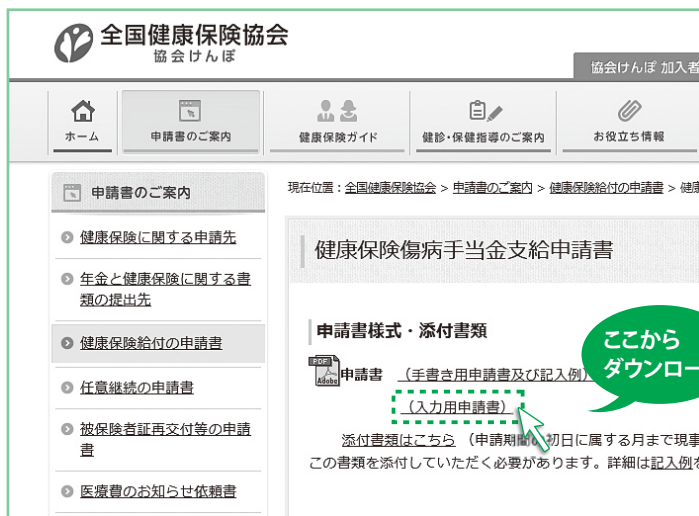 全国健康保険協会
協会けんぽ
協会けんぽ 加入者
ホーム
申請書のご案内
健康保険ガイド
健診・保健指導のご案内
お役立ち情報
申請書のご案内
現在位置：全国健康保険協会 > 申請書のご案内 > 健康保険給付の申請書 > 健康
健康保険に関する申請先
年金と健康保険に関する書
類の提出先
健康保険給付の申請書
任意継続の申請書
被保険者証再交付等の申請
書
医療費のお知らせ依頼書
健康保険傷病手当金支給申請書
申請書様式・添付書類
PDF
Adobe
申請書 （手書き用申請書及び記入例）
（入力用申請書）
ここから
ダウンロー
添付書類はこちら （申請期間の初日に属する月まで現事
この書類を添付していただく必要があります。詳細は記入例を